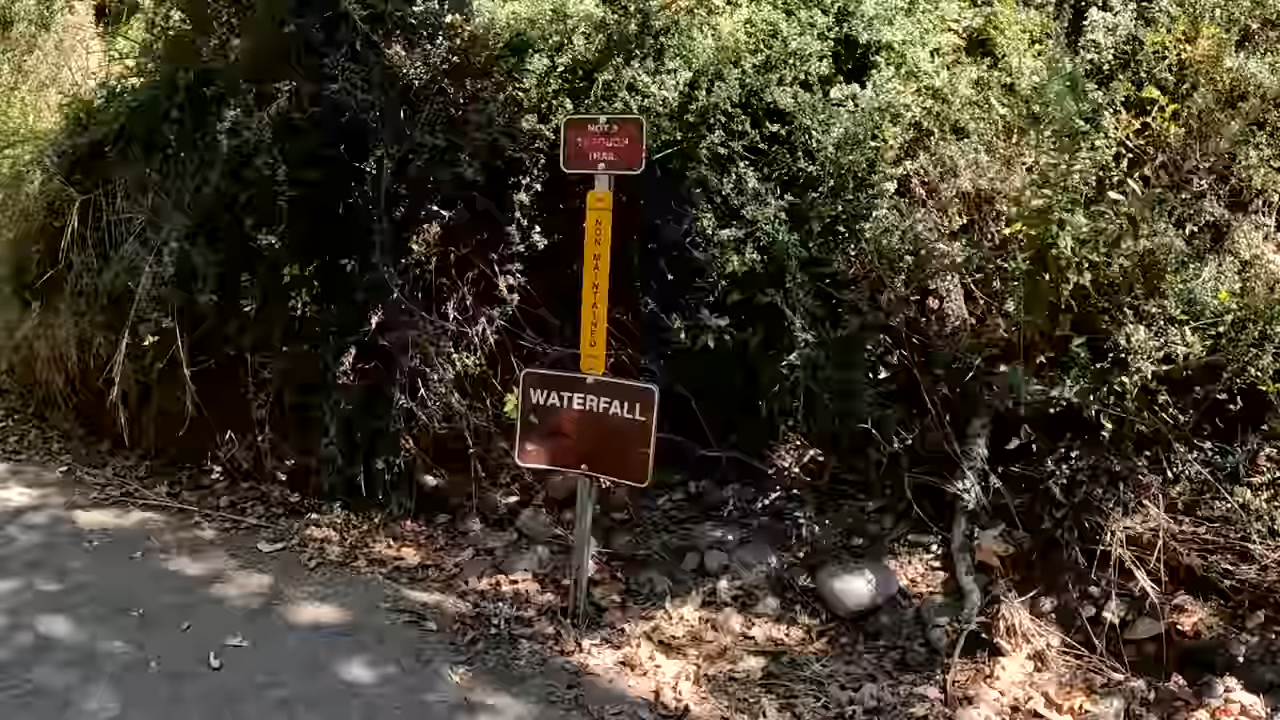 NOT A
THROUGH
TRAIL
NON MAINTAINED
WATERFALL